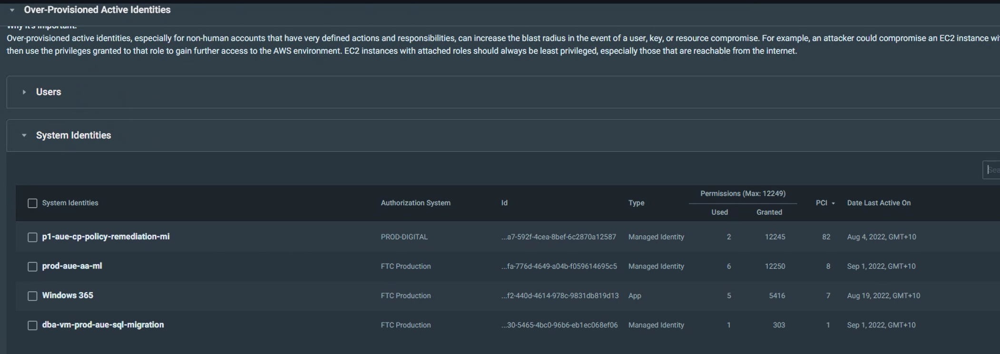 Over-Provisioned Active Identities
Why it's important:
Over-provisioned active identities, especially for non-human accounts that have very defined actions and responsibilities, can increase the blast radius in the event of a user, key, or resource compromise. For example, an attacker could compromise an EC2 instance wi
then use the privileges granted to that role to gain further access to the AWS environment. EC2 instances with attached roles should always be least privileged, especially those that are reachable from the internet.
Users
System Identities
Sea
Permissions (Max: 12249)
System Identities Authorization System Id Type Used Granted PCI Date Last Active On
p1-aue-cp-policy-remediation-mi PROD-DIGITAL ...a7-592f-4cea-8bef-6c2870a12587 Managed Identity 2 12245 82 Aug 4, 2022, GMT+10
prod-aue-aa-ml FTC Production ...fa-776d-4649-a04b-f059614695c5 Managed Identity 6 12250 8 Sep 1, 2022, GMT+10
Windows 365 FTC Production ...f2-440d-4614-978c-9831db819d13 App 5 5416 7 Aug 19, 2022, GMT+10
dba-vm-prod-aue-sql-migration FTC Production ...30-5465-4bc0-96b6-eb1ec068ef06 Managed Identity 1 303 1 Sep 1, 2022, GMT+10